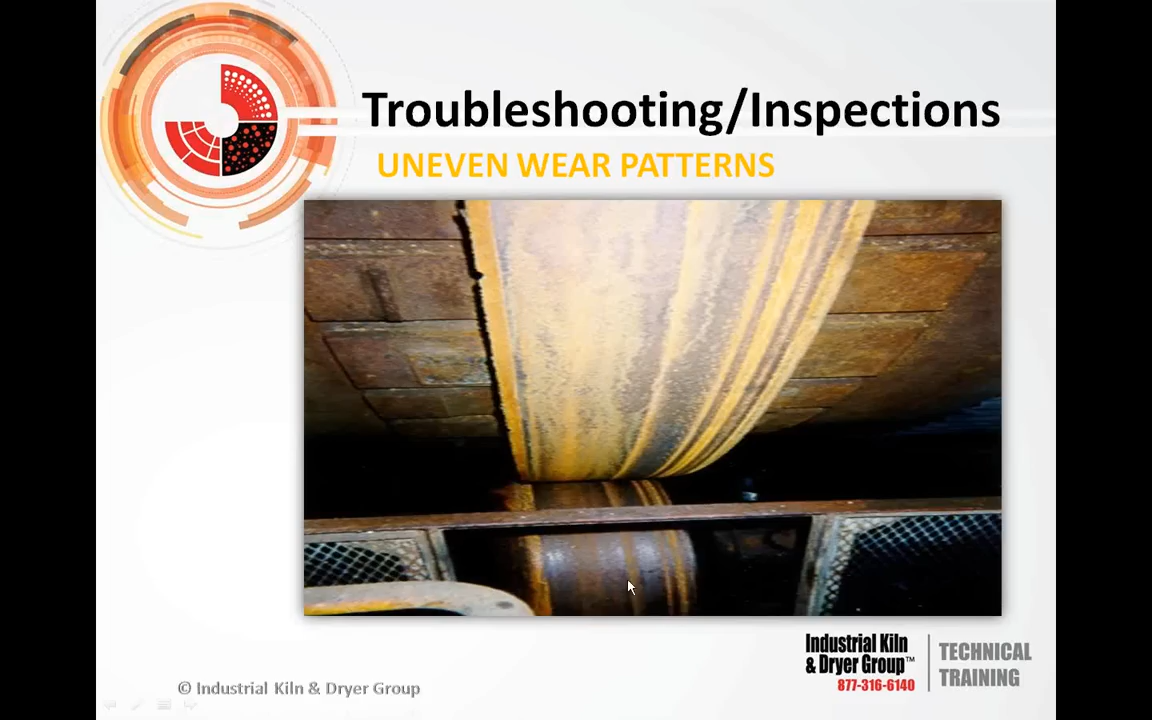 Troubleshooting/Inspections
UNEVEN WEAR PATTERNS
Industrial Kiln
& Dryer Group™
877-316-6140
TECHNICAL
TRAINING
© Industrial Kiln & Dryer Group